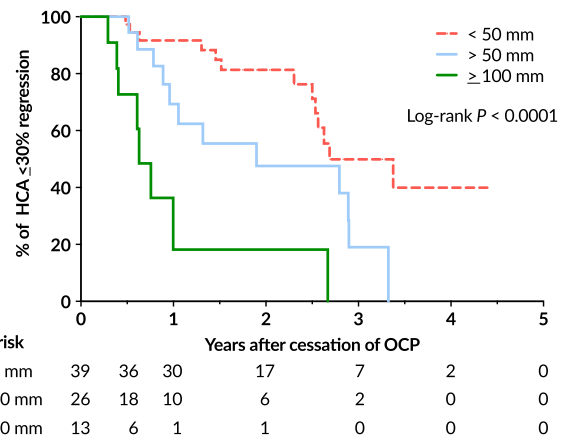 100
80
60
40
20
0
% of HCA ≤30% regression
< 50 mm
> 50 mm
≥ 100 mm
Log-rank P < 0.0001
0 1 2 3 4 5
Years after cessation of OCP
risk
mm 39 36 30 17 7 2 0
0 mm 26 18 10 6 2 0 0
0 mm 13 6 1 1 0 0 0